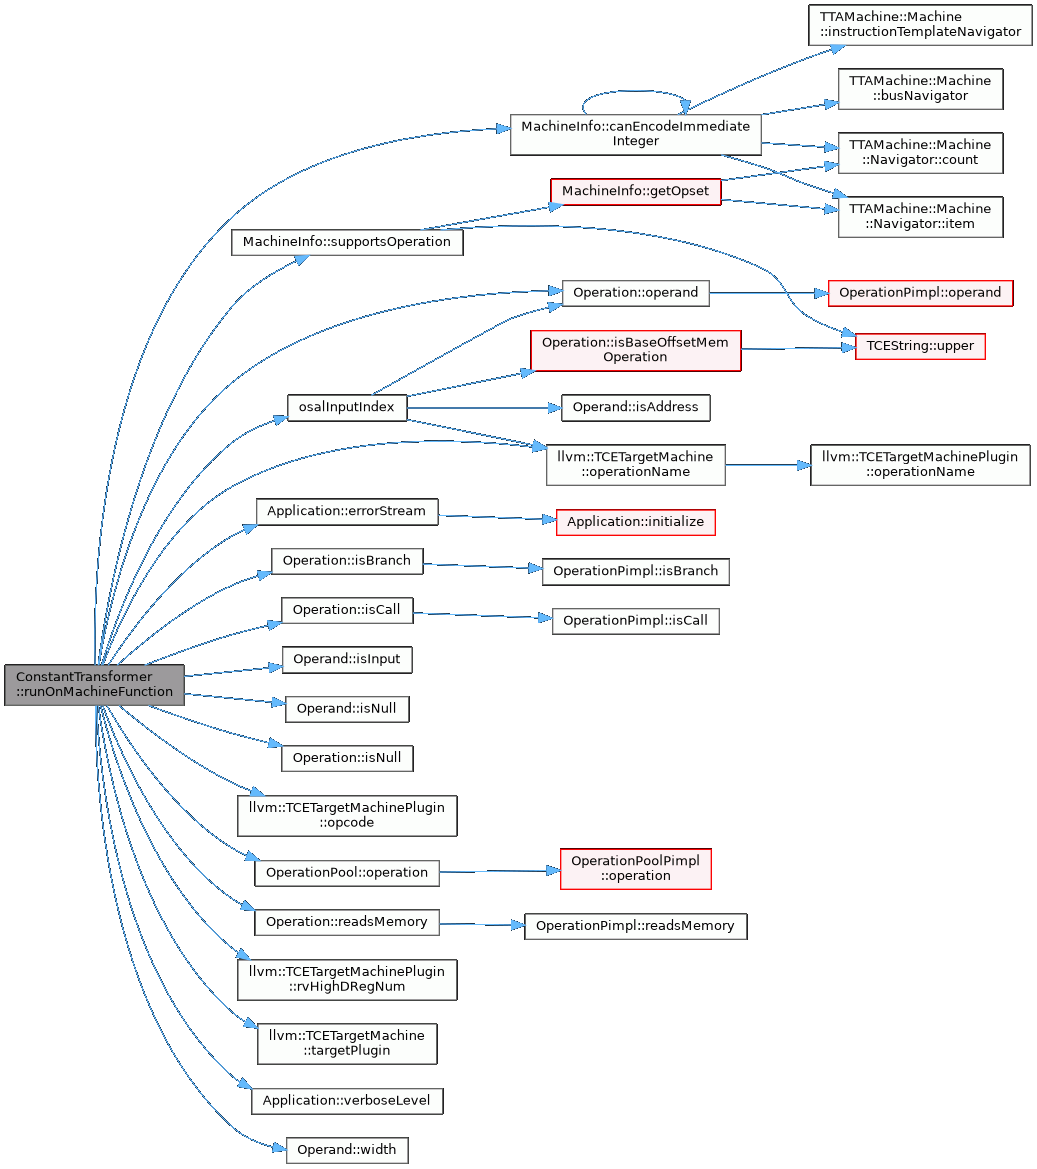 TTAMachine::Machine
::instructionTemplateNavigator
TTAMachine::Machine
::busNavigator
MachineInfo::canEncodeImmediate
Integer
TTAMachine::Machine
::Navigator::count
MachineInfo::getOpset
TTAMachine::Machine
::Navigator::item
MachineInfo::supportsOperation
Operation::operand
OperationPimpl::operand
Operation::isBaseOffsetMem
Operation
TCEString::upper
osalInputIndex
Operand::isAddress
llvm::TCETargetMachine
::operationName
llvm::TCETargetMachinePlugin
::operationName
Application::errorStream
Application::initialize
Operation::isBranch
OperationPimpl::isBranch
Operation::isCall
OperationPimpl::isCall
Operand::isInput
ConstantTransformer
::runOnMachineFunction
Operand::isNull
Operation::isNull
llvm::TCETargetMachinePlugin
::opcode
OperationPool::operation
OperationPoolPimpl
::operation
Operation::readsMemory
OperationPimpl::readsMemory
llvm::TCETargetMachinePlugin
::rvHighDRegNum
llvm::TCETargetMachine
::targetPlugin
Application::verboseLevel
Operand::width